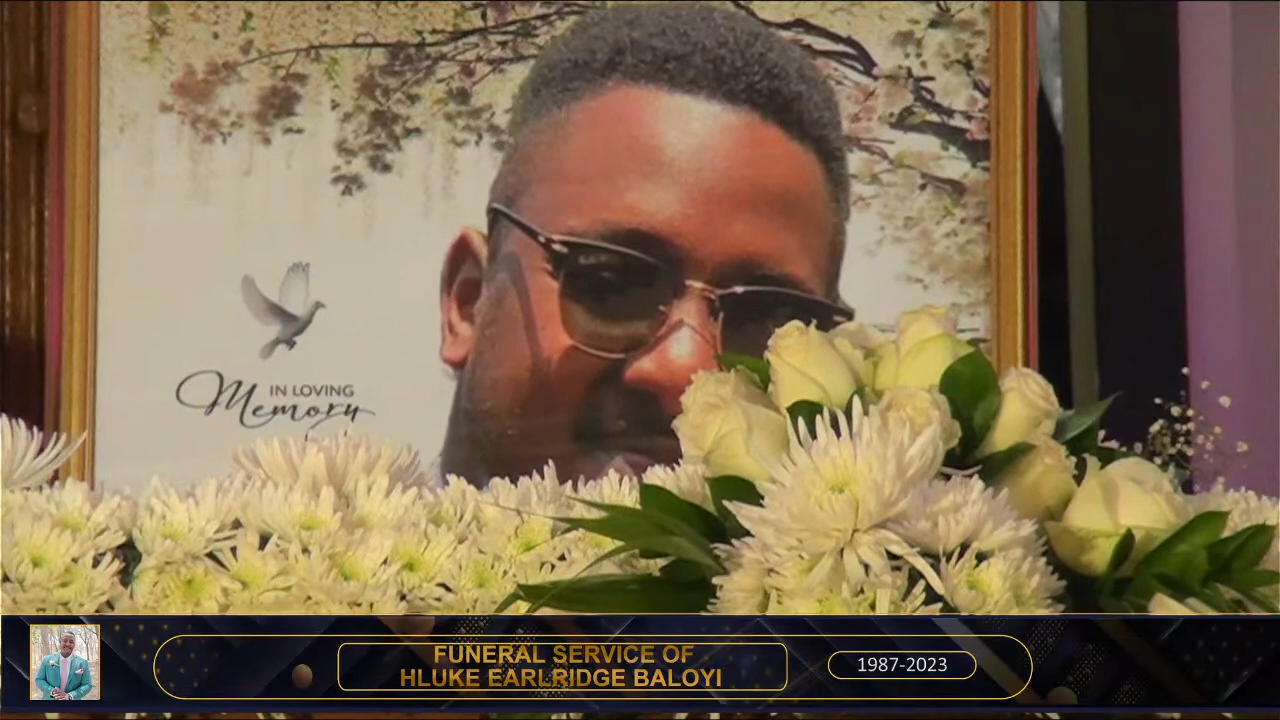 IN LOVING
Memory
FUNERAL SERVICE OF
HLUKE EARLRIDGE BALOYI
1987-2023